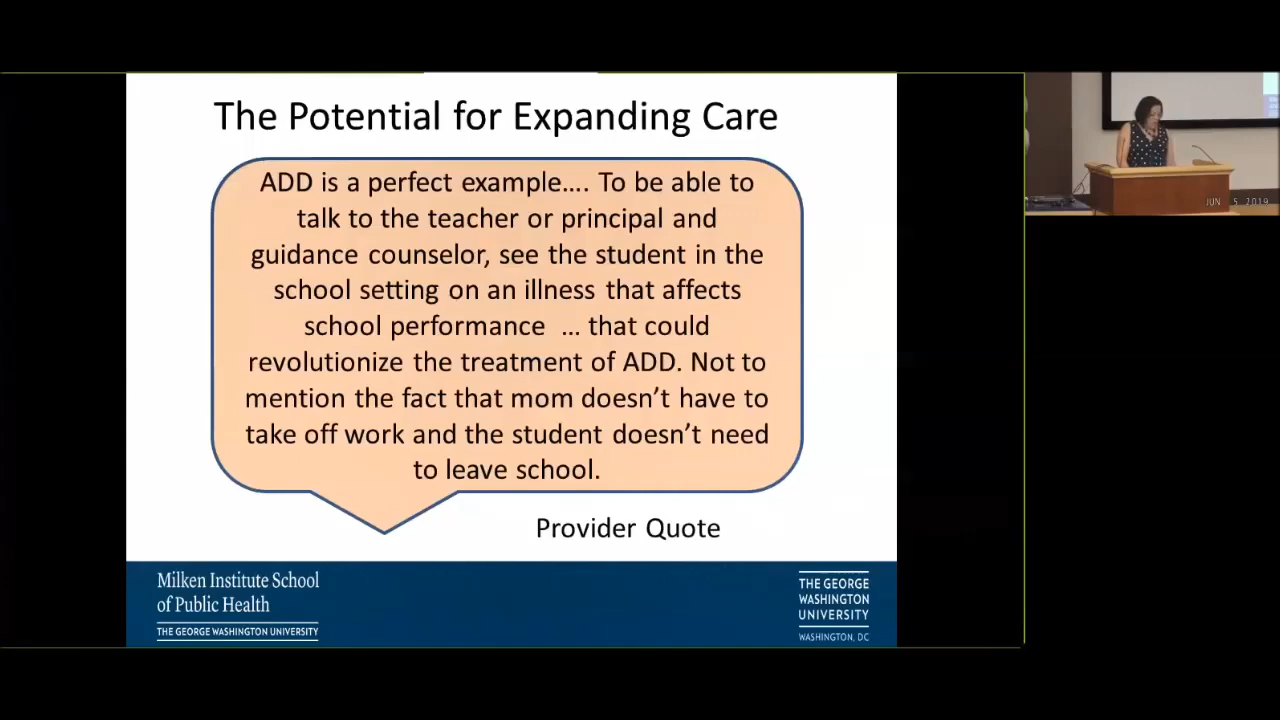 The Potential for Expanding Care
ADD is a perfect example…. To be able to
talk to the teacher or principal and
guidance counselor, see the student in the
school setting on an illness that affects
school performance … that could
revolutionize the treatment of ADD. Not to
mention the fact that mom doesn’t have to
take off work and the student doesn’t need
to leave school.
Provider Quote
Milken Institute School
of Public Health
THE GEORGE WASHINGTON UNIVERSITY
THE GEORGE
WASHINGTON
UNIVERSITY
WASHINGTON, DC
JUN 5 2019